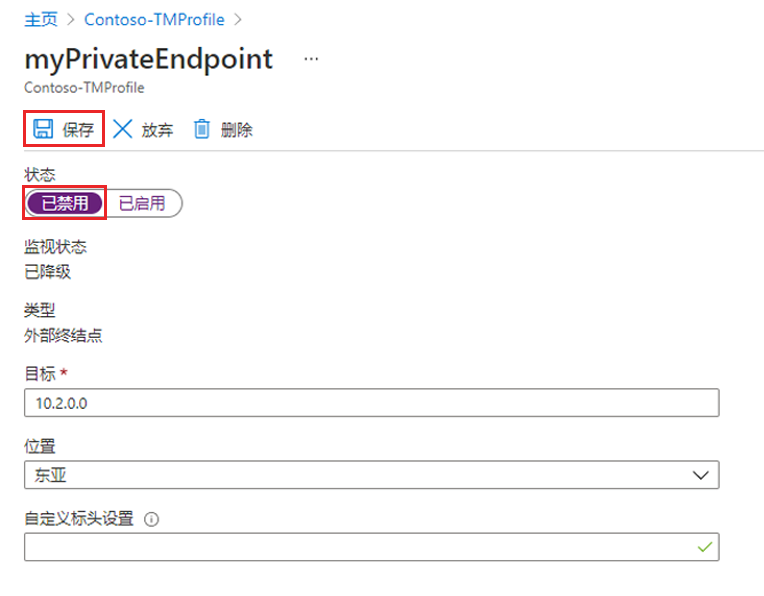 主页 > Contoso-TMProfile >
myPrivateEndpoint ...
Contoso-TMProfile
保存 放弃 删除
状态
已禁用 已启用
监视状态
已降级
类型
外部终结点
目标 *
10.2.0.0
位置
东亚
自定义标头设置